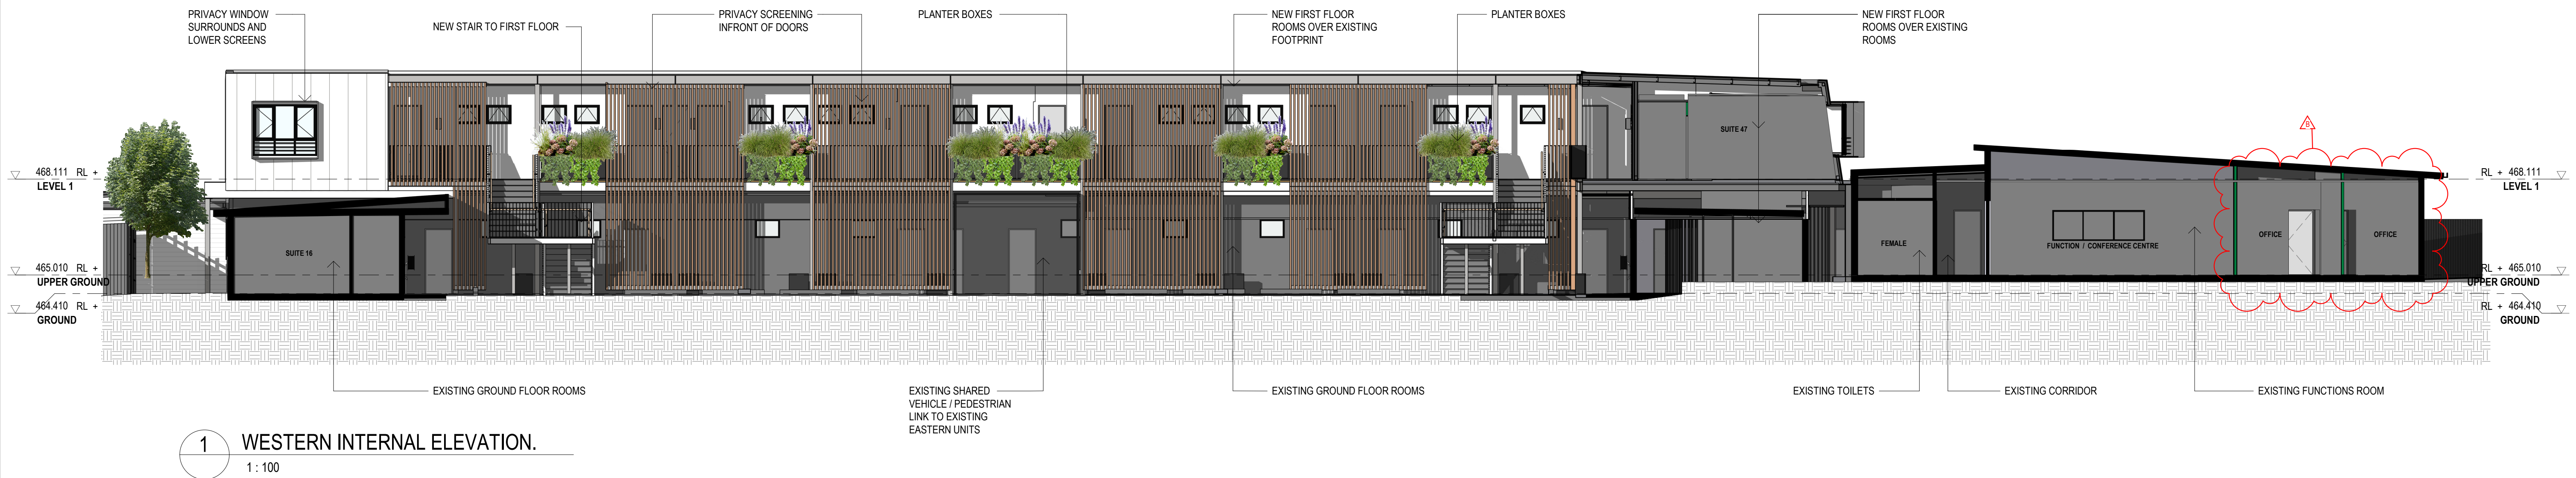 PRIVACY WINDOW
SURROUNDS AND
LOWER SCREENS
NEW STAIR TO FIRST FLOOR
PRIVACY SCREENING
INFRONT OF DOORS
PLANTER BOXES
NEW FIRST FLOOR
ROOMS OVER EXISTING
FOOTPRINT
PLANTER BOXES
NEW FIRST FLOOR
ROOMS OVER EXISTING
ROOMS
SUITE 47
B
468.111 RL +
LEVEL 1
RL + 468.111
LEVEL 1
SUITE 16
FEMALE
FUNCTION / CONFERENCE CENTRE
OFFICE
OFFICE
465.010 RL +
UPPER GROUND
464.410 RL +
GROUND
RL + 465.010
UPPER GROUND
RL + 464.410
GROUND
EXISTING GROUND FLOOR ROOMS
EXISTING SHARED
VEHICLE / PEDESTRIAN
LINK TO EXISTING
EASTERN UNITS
EXISTING GROUND FLOOR ROOMS
EXISTING TOILETS
EXISTING CORRIDOR
EXISTING FUNCTIONS ROOM
1
WESTERN INTERNAL ELEVATION.
1 : 100